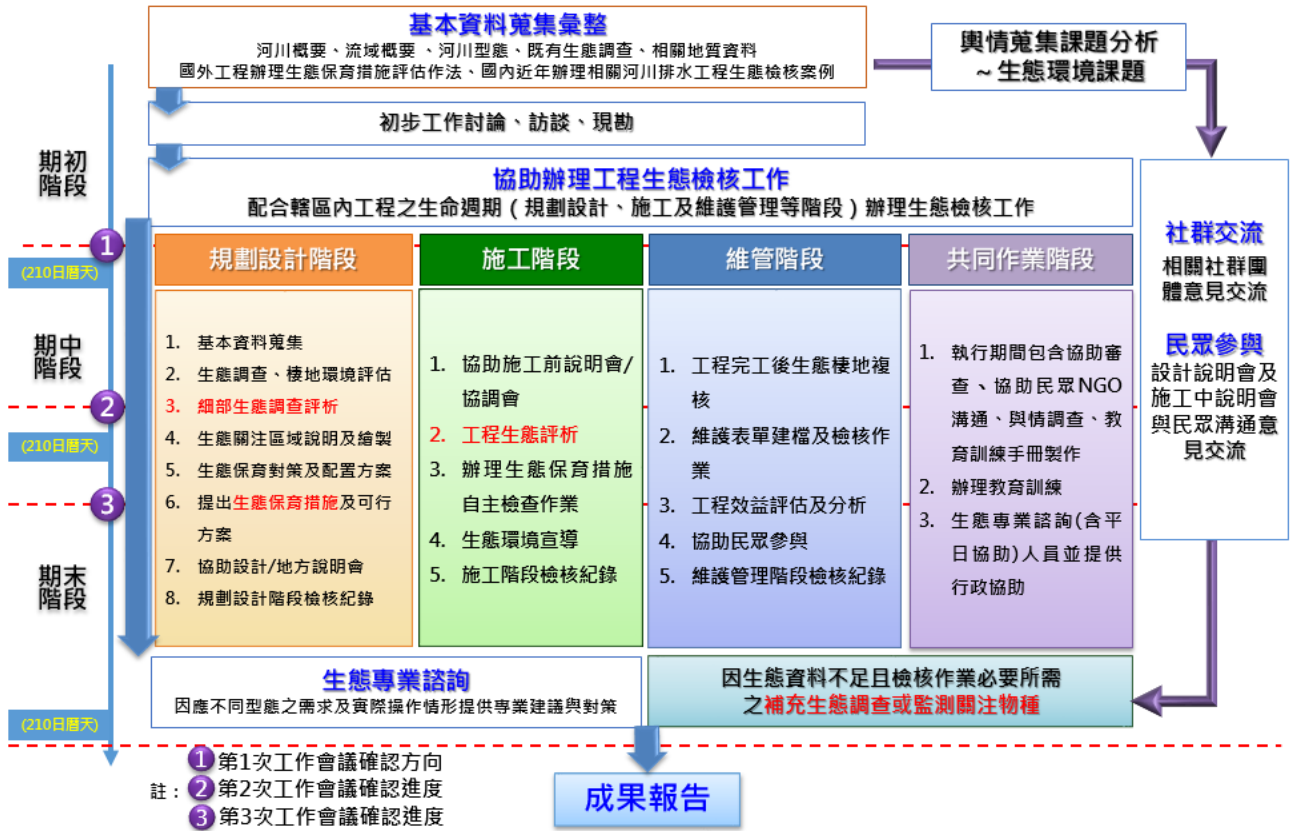 基本資料蒐集彙整
河川概要、流域概要、河川型態、既有生態調查、相關地質資料
國外工程辦理生態保育措施評估作法、國內近年辦理相關河川排水工程生態檢核案例
輿情蒐集課題分析
~生態環境課題
初步工作討論、訪談、現勘
期初
階段
協助辦理工程生態檢核工作
配合轄區內工程之生命週期(規劃設計、施工及維護管理等階段)辦理生態檢核工作
1
(210日曆天)
期中
階段
2
(210日曆天)
3
期末
階段
(210日曆天)
規劃設計階段
1. 基本資料蒐集
2. 生態調查、棲地環境評估
3. 細部生態調查評析
4. 生態關注區域說明及繪製
5. 生態保育對策及配置方案
6. 提出生態保育措施及可行
方案
7. 協助設計/地方說明會
8. 規劃設計階段檢核紀錄
施工階段
1. 協助施工前說明會/
協調會
2. 工程生態評析
3. 辦理生態保育措施
自主檢查作業
4. 生態環境宣導
5. 施工階段檢核紀錄
維管階段
1. 工程完工後生態棲地複
核
2. 維護表單建檔及檢核作
業
3. 工程效益評估及分析
4. 協助民眾參與
5. 維護管理階段檢核紀錄
共同作業階段
1. 執行期間包含協助審
查、協助民眾NGO
溝通、與情調查、教
育訓練手冊製作
2. 辦理教育訓練
3. 生態專業諮詢(含平
日協助)人員並提供
行政協助
社群交流
相關社群團
體意見交流
民眾參與
設計說明會及
施工中說明會
與民眾溝通意
見交流
生態專業諮詢
因應不同型態之需求及實際操作情形提供專業建議與對策
因生態資料不足且檢核作業必要所需
之補充生態調查或監測關注物種
註:
1 第1次工作會議確認方向
2 第2次工作會議確認進度
3 第3次工作會議確認進度
成果報告